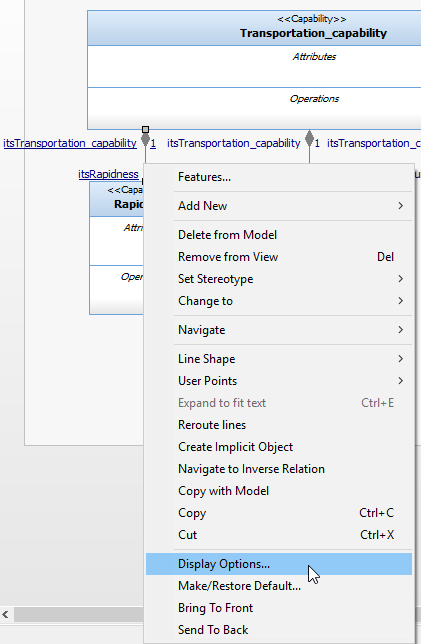 <<Capability>>
Transportation_capability
Attributes
Operations
itsTransportation_capability 1 itsTransportation_capability 1 itsTransportation_c
itsRapidness
<<Capa
Rapid
Attri
Oper
Features...
Add New
Delete from Model
Remove from View Del
Set Stereotype
Change to
Navigate
Line Shape
User Points
Expand to fit text Ctrl+E
Reroute lines
Create Implicit Object
Navigate to Inverse Relation
Copy with Model
Copy Ctrl+C
Cut Ctrl+X
Display Options...
Make/Restore Default...
Bring To Front
Send To Back